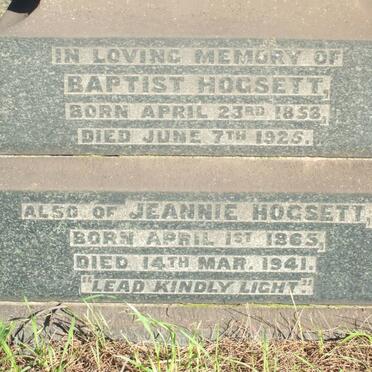 IN LOVING MEMORY OF
BAPTIST HOGSETT,
BORN APRIL 23RD 1858,
DIED JUNE 7TH 1925.
ALSO OF JEANNIE HOGSETT,
BORN APRIL 1ST 1865,
DIED 14TH MAR. 1941.
"LEAD KINDLY LIGHT"